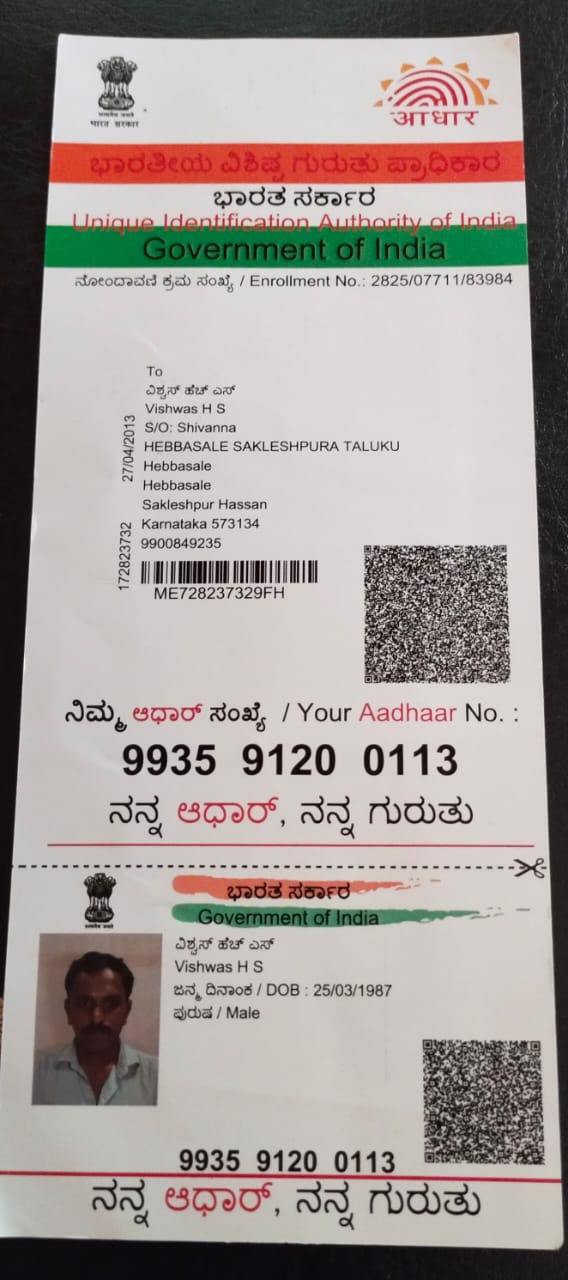 भारत सरकार
आधार
ಭಾರತೀಯ ವಿಶಿಷ್ಟ ಗುರುತು ಪ್ರಾಧಿಕಾರ
ಭಾರತ ಸರ್ಕಾರ
Unique Identification Authority of India
Government of India
ನೋಂದಾವಣಿ ಕ್ರಮ ಸಂಖ್ಯೆ / Enrollment No.: 2825/07711/83984
To
ವಿಶ್ವಸ್ ಹೆಚ್ ಎಸ್
Vishwas H S
S/O: Shivanna
HEBBASALE SAKLESHPURA TALUKU
Hebbasale
Hebbasale
Sakleshpur Hassan
Karnataka 573134
9900849235
27/04/2013
172823732
ME728237329FH
ನಿಮ್ಮ ಆಧಾರ್ ಸಂಖ್ಯೆ / Your Aadhaar No. :
9935 9120 0113
ನನ್ನ ಆಧಾರ್, ನನ್ನ ಗುರುತು
ಭಾರತ ಸರ್ಕಾರ
Government of India
ವಿಶ್ವಸ್ ಹೆಚ್ ಎಸ್
Vishwas H S
ಜನ್ಮ ದಿನಾಂಕ / DOB : 25/03/1987
ಪುರುಷ / Male
9935 9120 0113
ನನ್ನ ಆಧಾರ್, ನನ್ನ ಗುರುತು